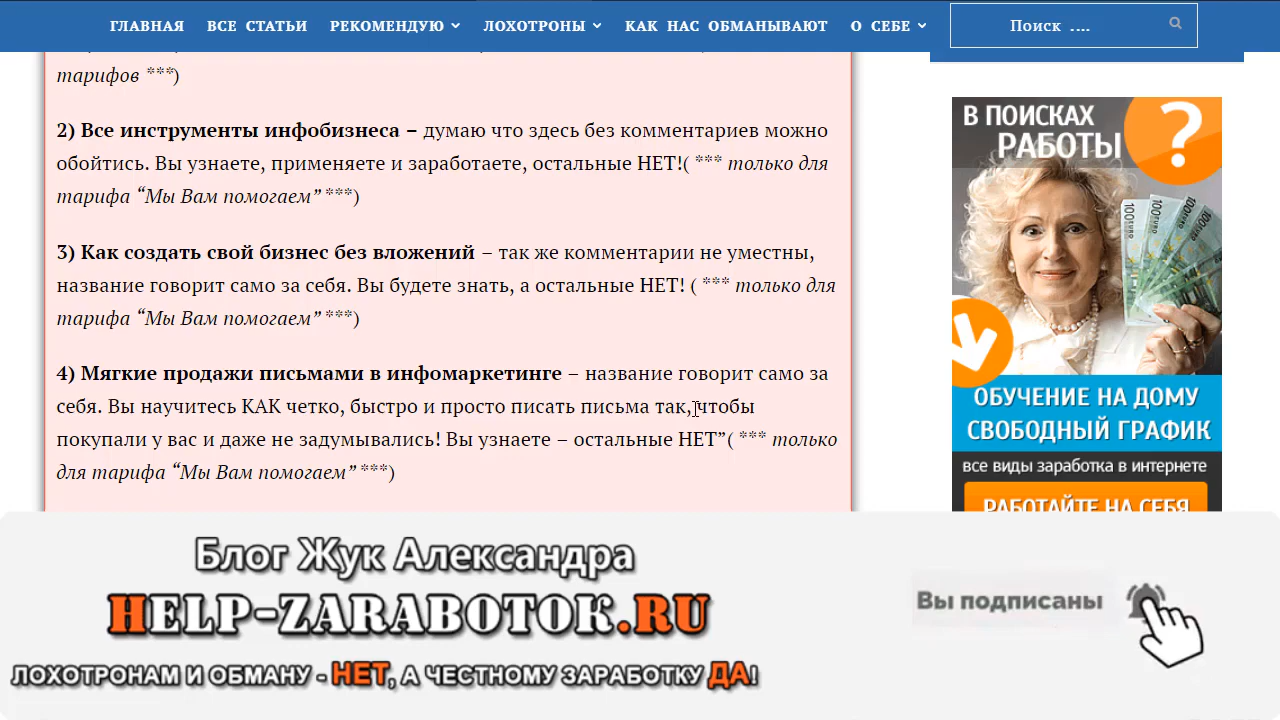 ГЛАВНАЯ ВСЕ СТАТЬИ РЕКОМЕНДУЮ ЛОХОТРОНЫ КАК НАС ОБМАНЫВАЮТ О СЕБЕ Поиск ....
тарифов ***)
2) Все инструменты инфобизнеса – думаю что здесь без комментариев можно
обойтись. Вы узнаете, применяете и заработаете, остальные НЕТ!( *** только для
тарифа “Мы Вам помогаем” ***)
3) Как создать свой бизнес без вложений – так же комментарии не уместны,
название говорит само за себя. Вы будете знать, а остальные НЕТ! ( *** только для
тарифа “Мы Вам помогаем” ***)
4) Мягкие продажи письмами в инфомаркетинге – название говорит само за
себя. Вы научитесь КАК четко, быстро и просто писать письма так, чтобы
покупали у вас и даже не задумывались! Вы узнаете – остальные НЕТ”( *** только
для тарифа “Мы Вам помогаем” ***)
В ПОИСКАХ
РАБОТЫ
?
100 EURO
ОБУЧЕНИЕ НА ДОМУ
СВОБОДНЫЙ ГРАФИК
все виды заработка в интернете
РАБОТАЙТЕ НА СЕБЯ
Блог Жук Александра
HELP-ZARABOTOK.RU
ЛОХОТРОНАМ И ОБМАНУ - НЕТ, А ЧЕСТНОМУ ЗАРАБОТКУ ДА!
Вы подписаны